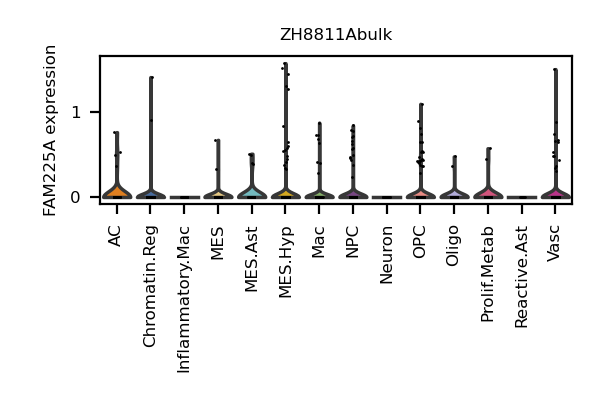 ZH8811Abulk
FAM225A expression
1
0
AC
Chromatin.Reg
Inflammatory.Mac
MES
MES.Ast
MES.Hyp
Mac
NPC
Neuron
OPC
Oligo
Prolif.Metab
Reactive.Ast
Vasc